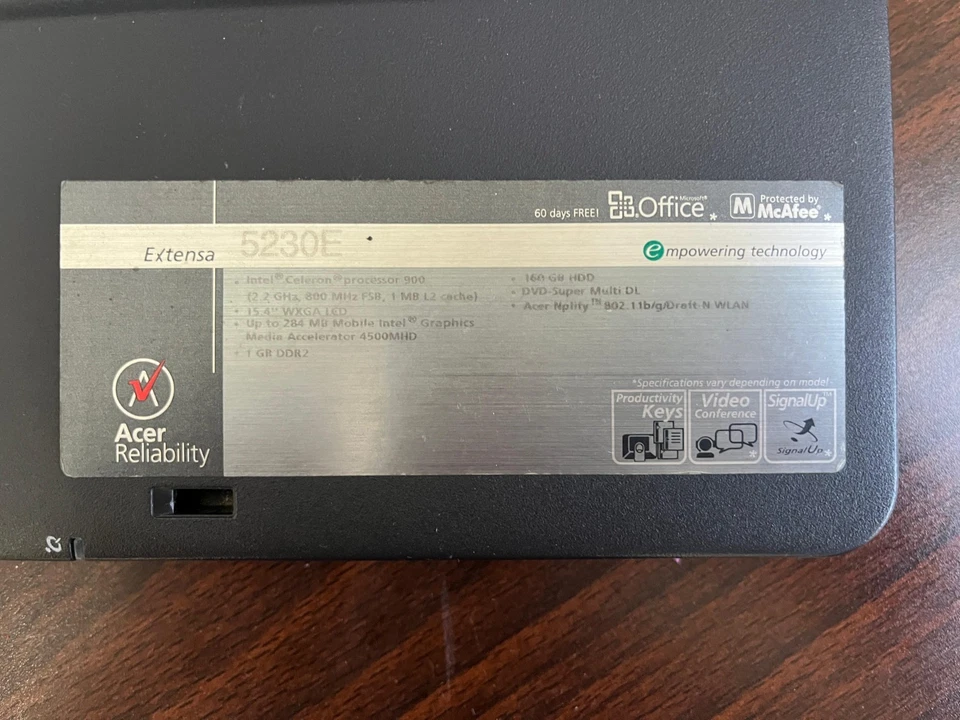 60 days FREE! Microsoft® Office* M Protected by McAfee®*
Extensa 5230E
empowering technology
• Intel® Celeron® processor 900
(2.2 GHz, 800 MHz FSB, 1 MB L2 cache)
• 15.4" WXGA LCD
• Up to 284 MB Mobile Intel® Graphics
Media Accelerator 4500MHD
• 1 GB DDR2
• 160 GB HDD
• DVD-Super Multi DL
• Acer Nplify™ 802.11b/g/Draft-N WLAN
Acer
Reliability
*Specifications vary depending on model
Productivity
Keys
Video
Conference
*
SignalUp™
SignalUp*